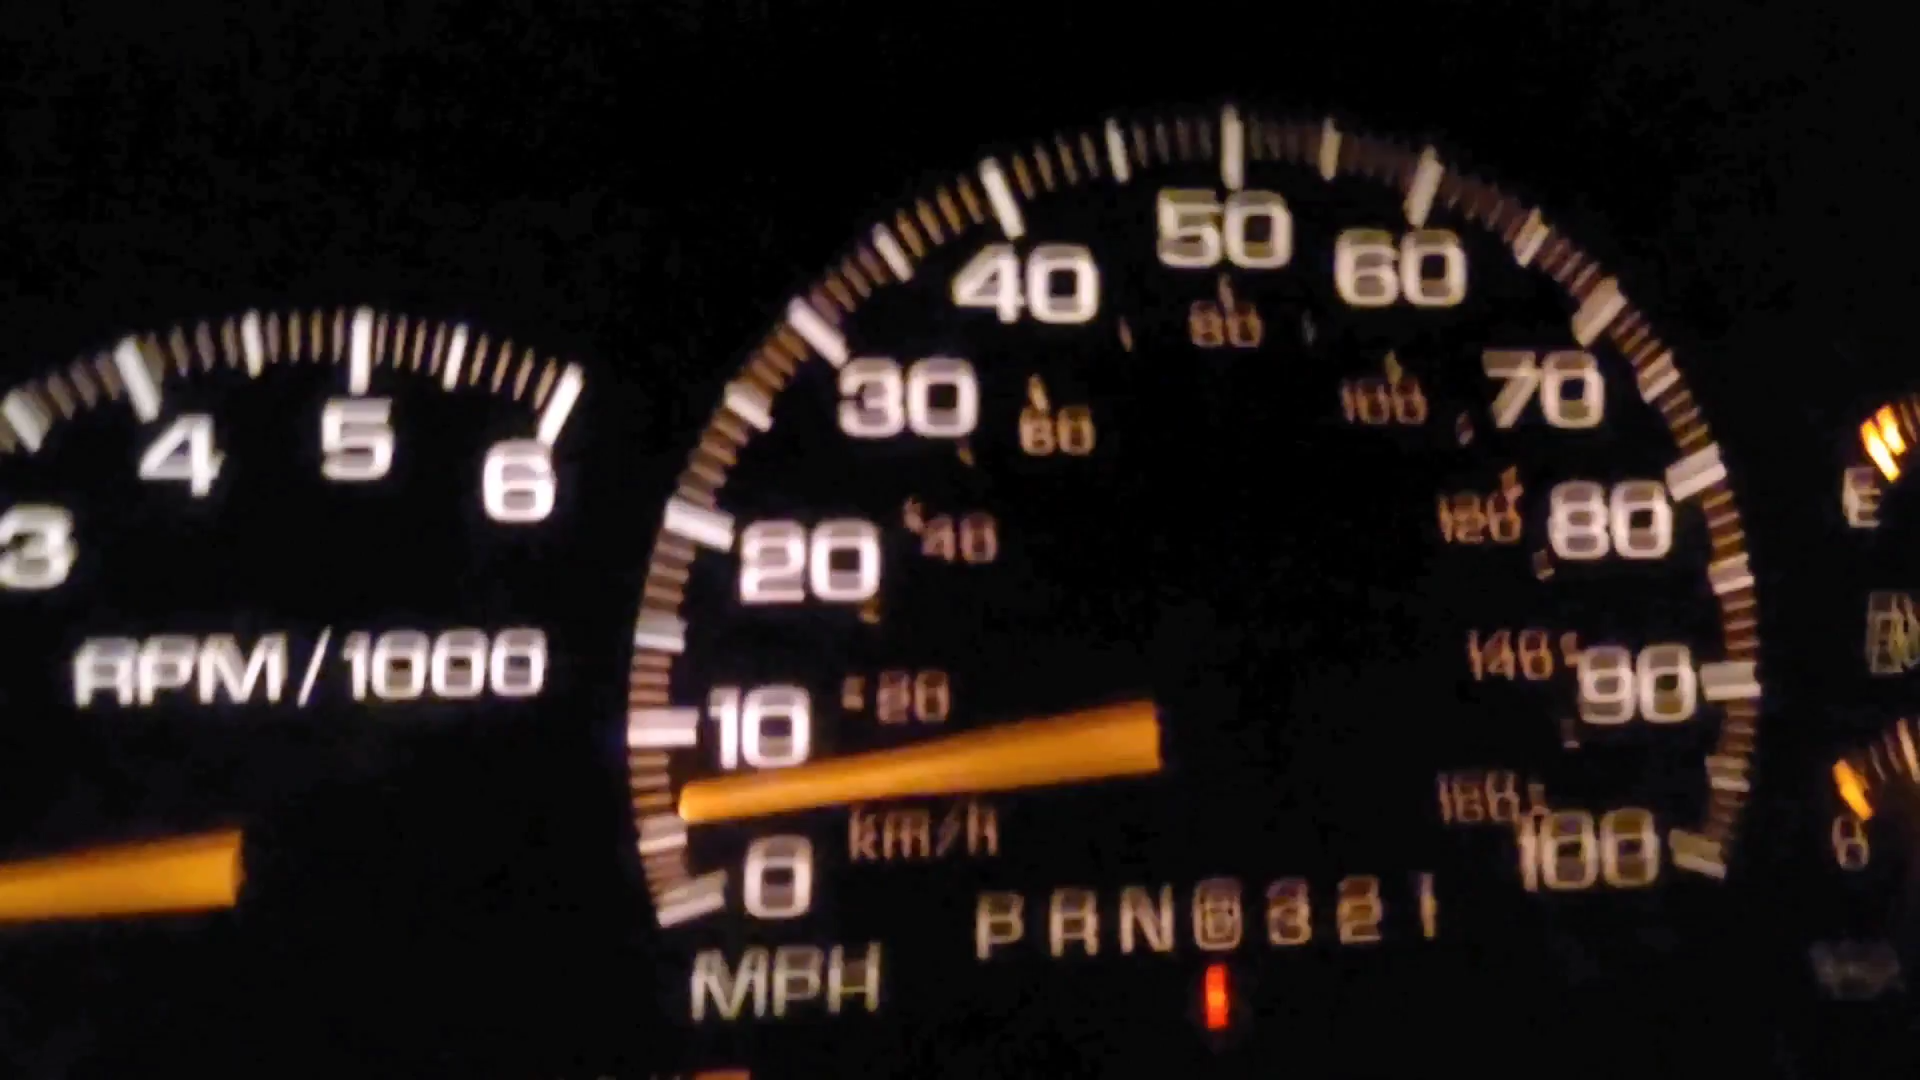 3 4 5 6
RPM/1000
0 10 20 30 40 50 60 70 80 90 100
20 40 60 80 100 120 140 160
km/h
MPH
P R N D 3 2 1
E
0